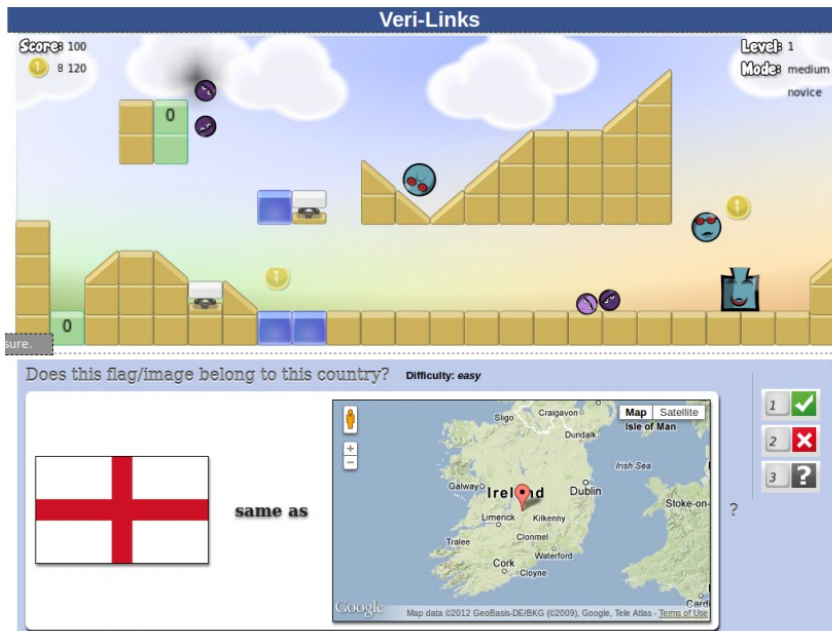 Veri-Links
Score: 8 100
8 120
Level: 1
Mode: medium
novice
0
0
sure.
Does this flag/image belong to this country? Difficulty: easy
same as
?
Map Satellite
Sligo
Craigavon
Isle of Man
Dundalk
Irish Sea
Galway
Ireland
Dublin
Stoke-on-
Limerick
Kilkenny
Clonmel
Tralee
Waterford
Cork
Cloyne
Cardi
Google
Map data ©2012 GeoBasis-DE/BKG (©2009), Google, Tele Atlas - Terms of Use
1
2
3 ?